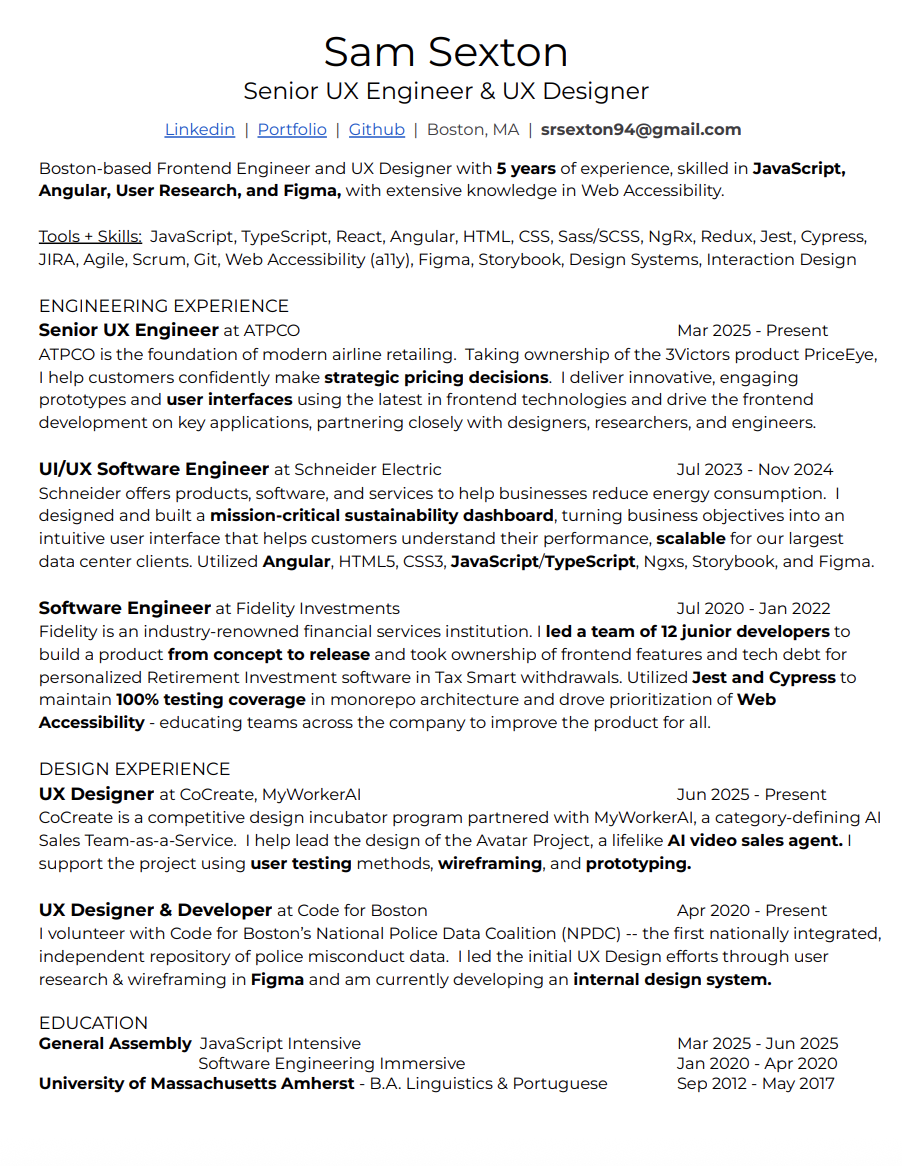 Sam Sexton
Senior UX Engineer & UX Designer
Linkedin | Portfolio | Github | Boston, MA | srsexton94@gmail.com
Boston-based Frontend Engineer and UX Designer with 5 years of experience, skilled in JavaScript,
Angular, User Research, and Figma, with extensive knowledge in Web Accessibility.
Tools + Skills: JavaScript, TypeScript, React, Angular, HTML, CSS, Sass/SCSS, NgRx, Redux, Jest, Cypress,
JIRA, Agile, Scrum, Git, Web Accessibility (a11y), Figma, Storybook, Design Systems, Interaction Design
ENGINEERING EXPERIENCE
Senior UX Engineer at ATPCO Mar 2025 - Present
ATPCO is the foundation of modern airline retailing. Taking ownership of the 3Victors product PriceEye,
I help customers confidently make strategic pricing decisions. I deliver innovative, engaging
prototypes and user interfaces using the latest in frontend technologies and drive the frontend
development on key applications, partnering closely with designers, researchers, and engineers.
UI/UX Software Engineer at Schneider Electric Jul 2023 - Nov 2024
Schneider offers products, software, and services to help businesses reduce energy consumption. I
designed and built a mission-critical sustainability dashboard, turning business objectives into an
intuitive user interface that helps customers understand their performance, scalable for our largest
data center clients. Utilized Angular, HTML5, CSS3, JavaScript/TypeScript, Ngxs, Storybook, and Figma.
Software Engineer at Fidelity Investments Jul 2020 - Jan 2022
Fidelity is an industry-renowned financial services institution. I led a team of 12 junior developers to
build a product from concept to release and took ownership of frontend features and tech debt for
personalized Retirement Investment software in Tax Smart withdrawals. Utilized Jest and Cypress to
maintain 100% testing coverage in monorepo architecture and drove prioritization of Web
Accessibility - educating teams across the company to improve the product for all.
DESIGN EXPERIENCE
UX Designer at CoCreate, MyWorkerAI Jun 2025 - Present
CoCreate is a competitive design incubator program partnered with MyWorkerAI, a category-defining AI
Sales Team-as-a-Service. I help lead the design of the Avatar Project, a lifelike AI video sales agent. I
support the project using user testing methods, wireframing, and prototyping.
UX Designer & Developer at Code for Boston Apr 2020 - Present
I volunteer with Code for Boston's National Police Data Coalition (NPDC) -- the first nationally integrated,
independent repository of police misconduct data. I led the initial UX Design efforts through user
research & wireframing in Figma and am currently developing an internal design system.
EDUCATION
General Assembly JavaScript Intensive Mar 2025 - Jun 2025
Software Engineering Immersive Jan 2020 - Apr 2020
University of Massachusetts Amherst - B.A. Linguistics & Portuguese Sep 2012 - May 2017